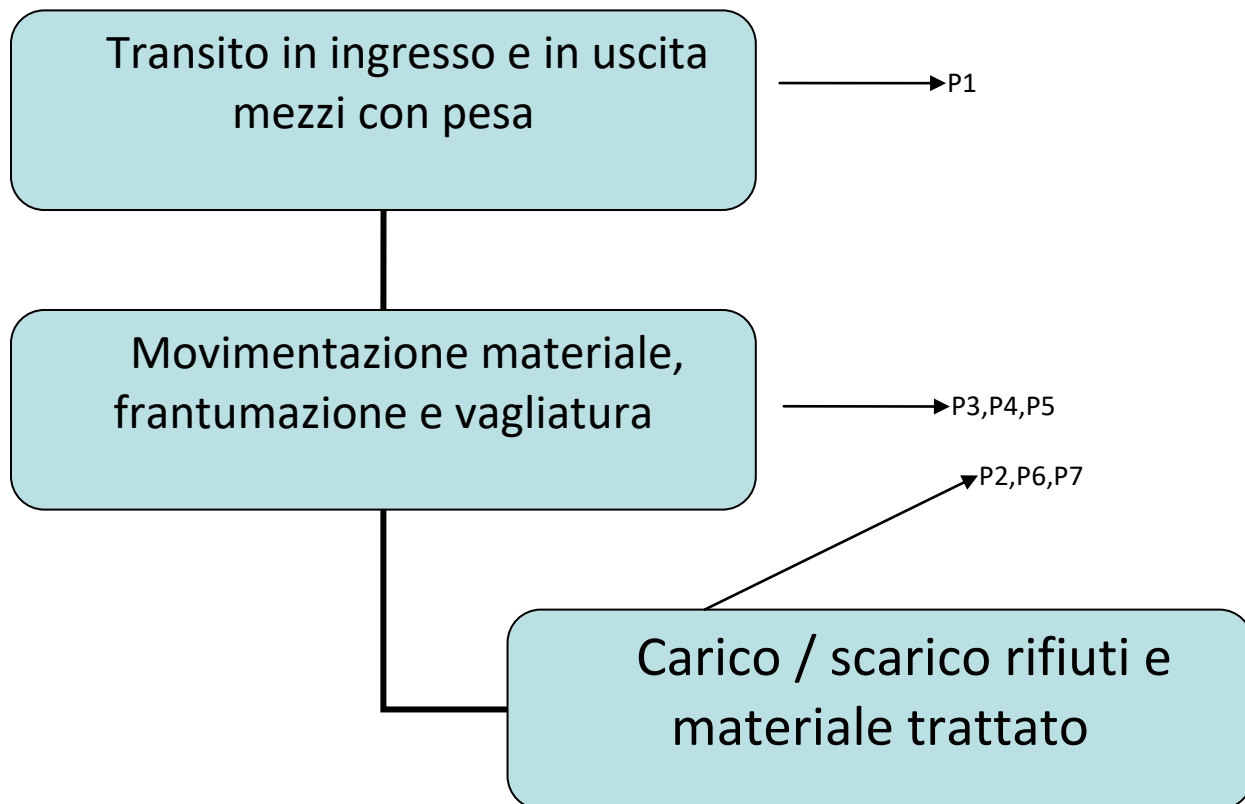 Transito in ingresso e in uscita
mezzi con pesa
P1
Movimentazione materiale,
frantumazione e vagliatura
P3,P4,P5
P2,P6,P7
Carico / scarico rifiuti e
materiale trattato